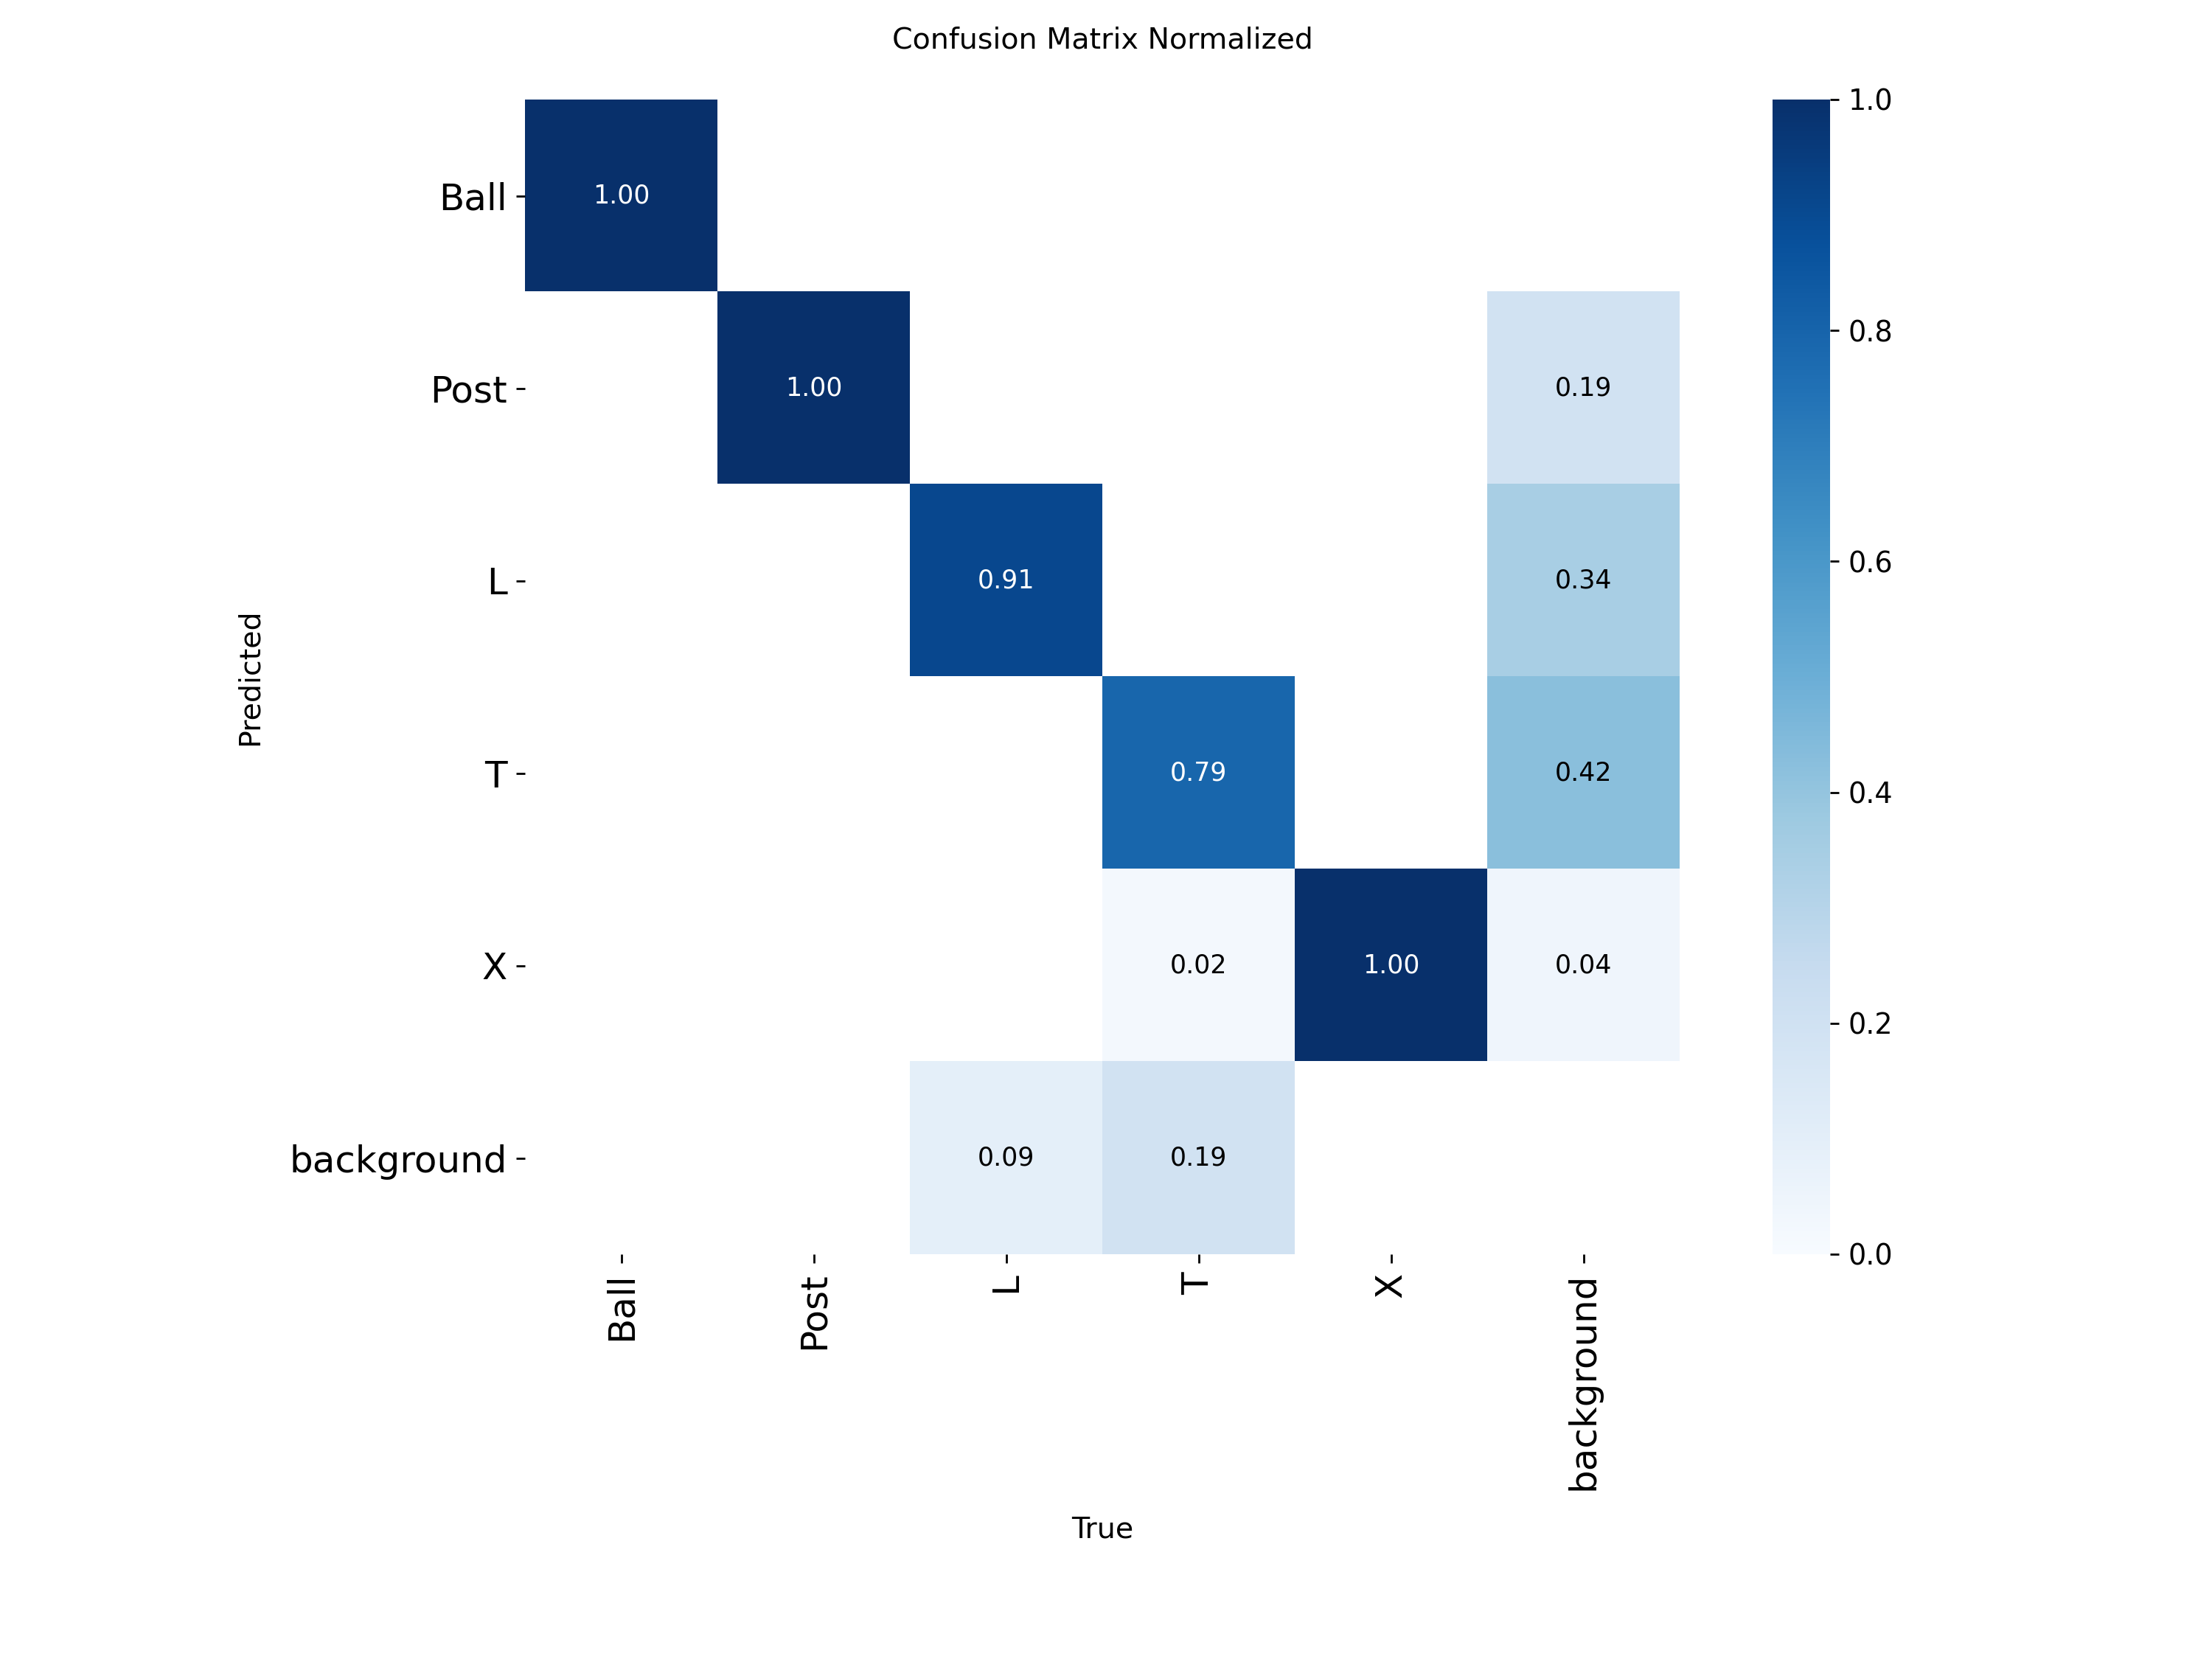 Confusion Matrix Normalized
1.0
Ball
1.00
0.8
Post
1.00
0.19
0.6
L
0.91
0.34
Predicted
T
0.79
0.42
0.4
X
0.02
1.00
0.04
0.2
background
0.09
0.19
0.0
Ball
Post
L
T
X
background
True